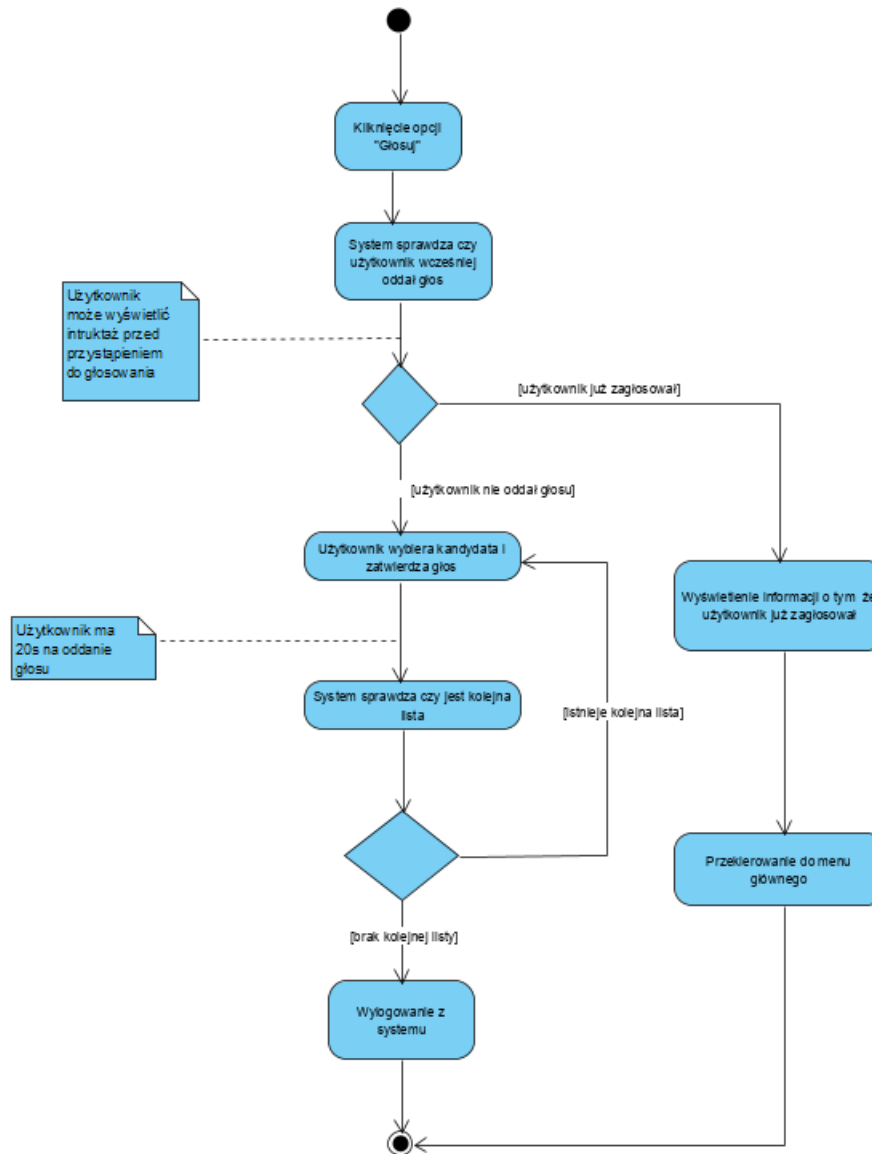 Kliknięcie opcji
"Głosuj"
System sprawdza czy
użytkownik wcześniej
oddał głos
Użytkownik
może wyświetlić
intruktaż przed
przystąpieniem
do głosowania
[użytkownik już zagłosował]
[użytkownik nie oddał głosu]
Użytkownik wybiera kandydata i
zatwierdza głos
Wyświetlenie informacji o tym że
użytkownik już zagłosował
Użytkownik ma
20s na oddanie
głosu
System sprawdza czy jest kolejna
lista
[istnieje kolejna lista]
Przekierowanie do menu
głównego
[brak kolejnej listy]
Wylogowanie z
systemu